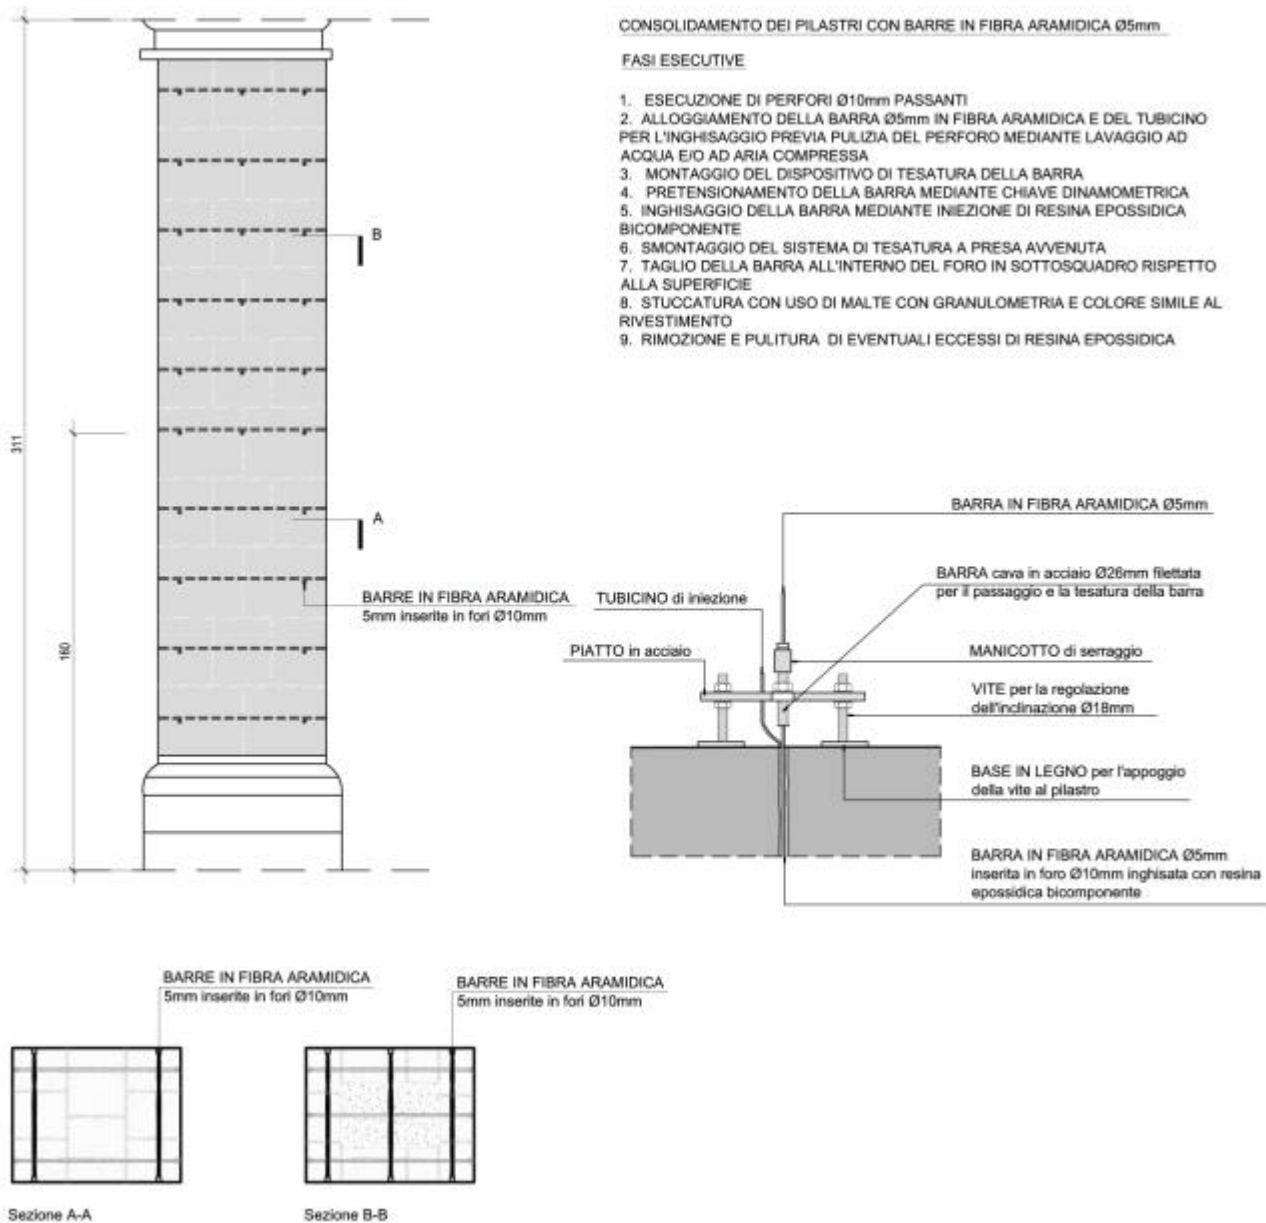 CONSOLIDAMENTO DEI PILASTRI CON BARRE IN FIBRA ARAMIDICA Ø5mm
FASI ESECUTIVE
1. ESECUZIONE DI PERFORI Ø10mm PASSANTI
2. ALLOGGIAMENTO DELLA BARRA Ø5mm IN FIBRA ARAMIDICA E DEL TUBICINO
PER L'INGHISAGGIO PREVIA PULIZIA DEL PERFORO MEDIANTE LAVAGGIO AD
ACQUA E/O AD ARIA COMPRESSA
3. MONTAGGIO DEL DISPOSITIVO DI TESATURA DELLA BARRA
4. PRETENSIONAMENTO DELLA BARRA MEDIANTE CHIAVE DINAMOMETRICA
5. INGHISAGGIO DELLA BARRA MEDIANTE INIEZIONE DI RESINA EPOSSIDICA
BICOMPONENTE
6. SMONTAGGIO DEL SISTEMA DI TESATURA A PRESA AVVENUTA
7. TAGLIO DELLA BARRA ALL'INTERNO DEL FORO IN SOTTOSQUADRO RISPETTO
ALLA SUPERFICIE
8. STUCCATURA CON USO DI MALTE CON GRANULOMETRIA E COLORE SIMILE AL
RIVESTIMENTO
9. RIMOZIONE E PULITURA DI EVENTUALI ECCESSI DI RESINA EPOSSIDICA
311
160
B
A
BARRE IN FIBRA ARAMIDICA
5mm inserite in fori Ø10mm
BARRA IN FIBRA ARAMIDICA Ø5mm
BARRA cava in acciaio Ø26mm filettata
per il passaggio e la tesatura della barra
TUBICINO di iniezione
PIATTO in acciaio
MANICOTTO di serraggio
VITE per la regolazione
dell'inclinazione Ø18mm
BASE IN LEGNO per l'appoggio
della vite al pilastro
BARRA IN FIBRA ARAMIDICA Ø5mm
inserita in foro Ø10mm inghisata con resina
epossidica bicomponente
BARRE IN FIBRA ARAMIDICA
5mm inserite in fori Ø10mm
BARRE IN FIBRA ARAMIDICA
5mm inserite in fori Ø10mm
Sezione A-A
Sezione B-B